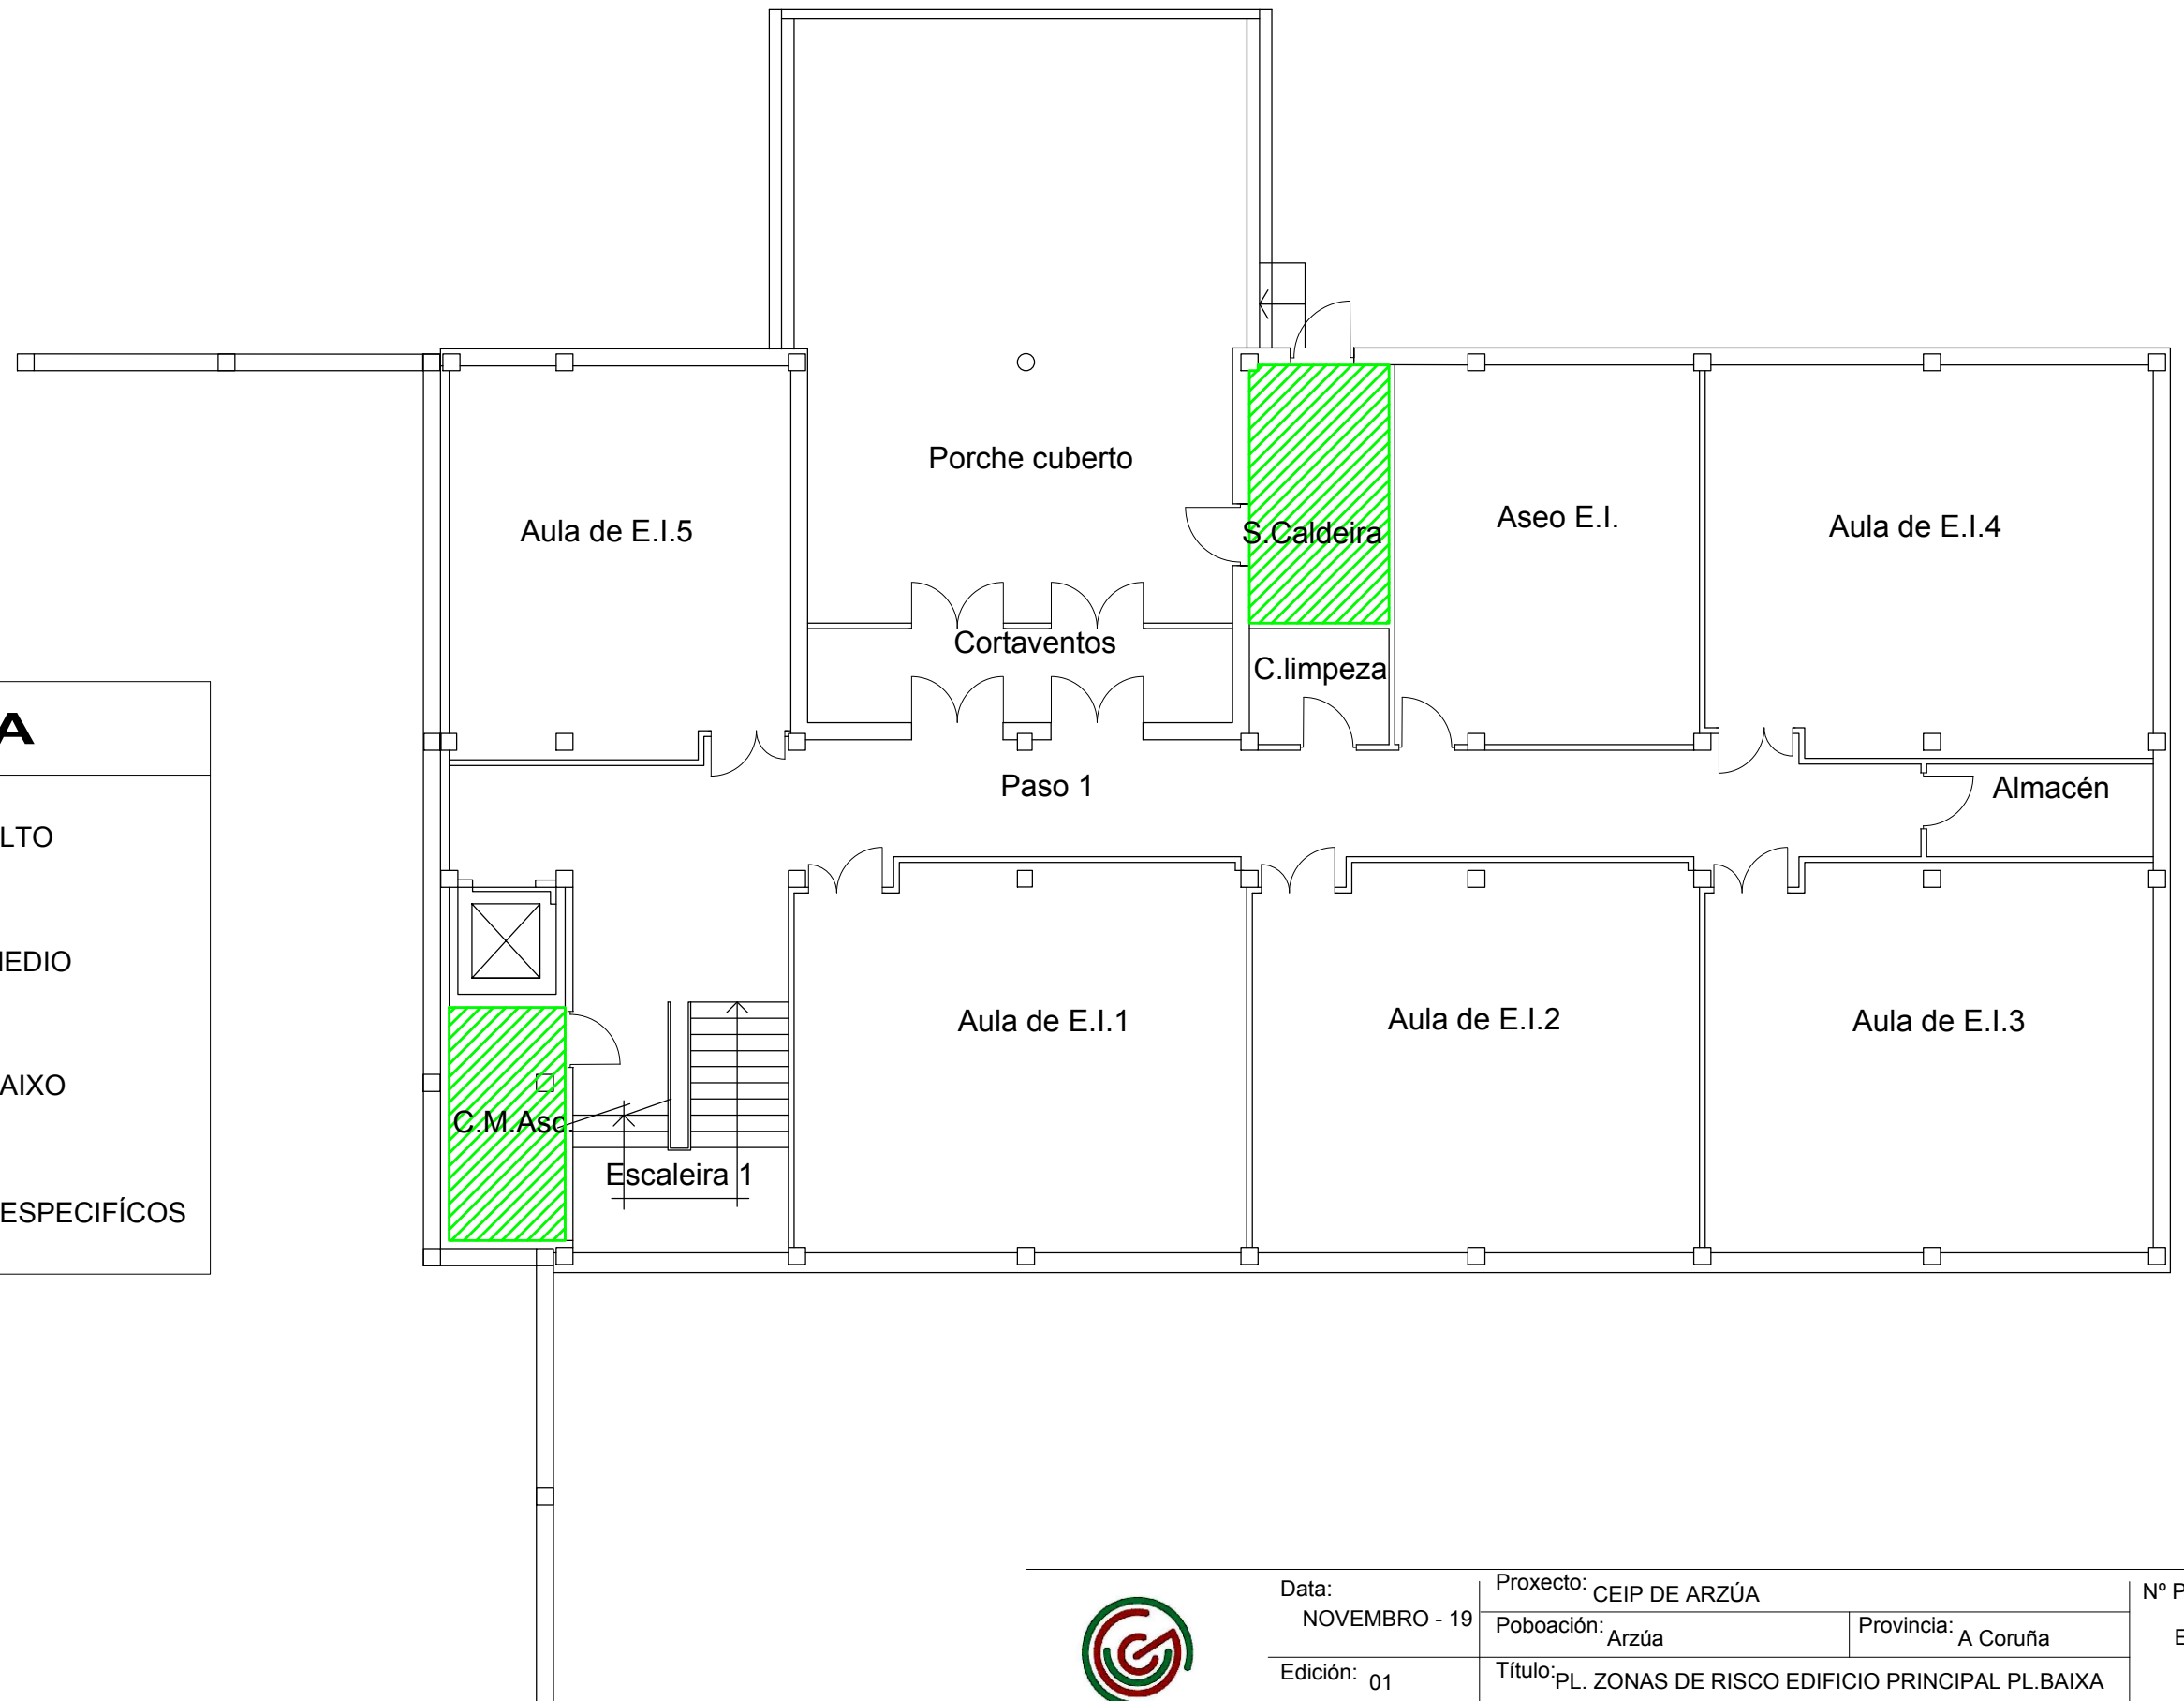 Porche cuberto
Aula de E.I.5
S.Caldeira
Aseo E.I.
Aula de E.I.4
Cortaventos
C.limpeza
A
Paso 1
Almacén
LTO
MEDIO
Aula de E.I.1
Aula de E.I.2
Aula de E.I.3
AIXO
C.M.Asc.
Escaleira 1
ESPECIFÍCOS
Data:
NOVEMBRO - 19
Proxecto: CEIP DE ARZÚA
Nº P
Poboación: Arzúa
Provincia: A Coruña
E
Edición: 01
Título: PL. ZONAS DE RISCO EDIFICIO PRINCIPAL PL.BAIXA